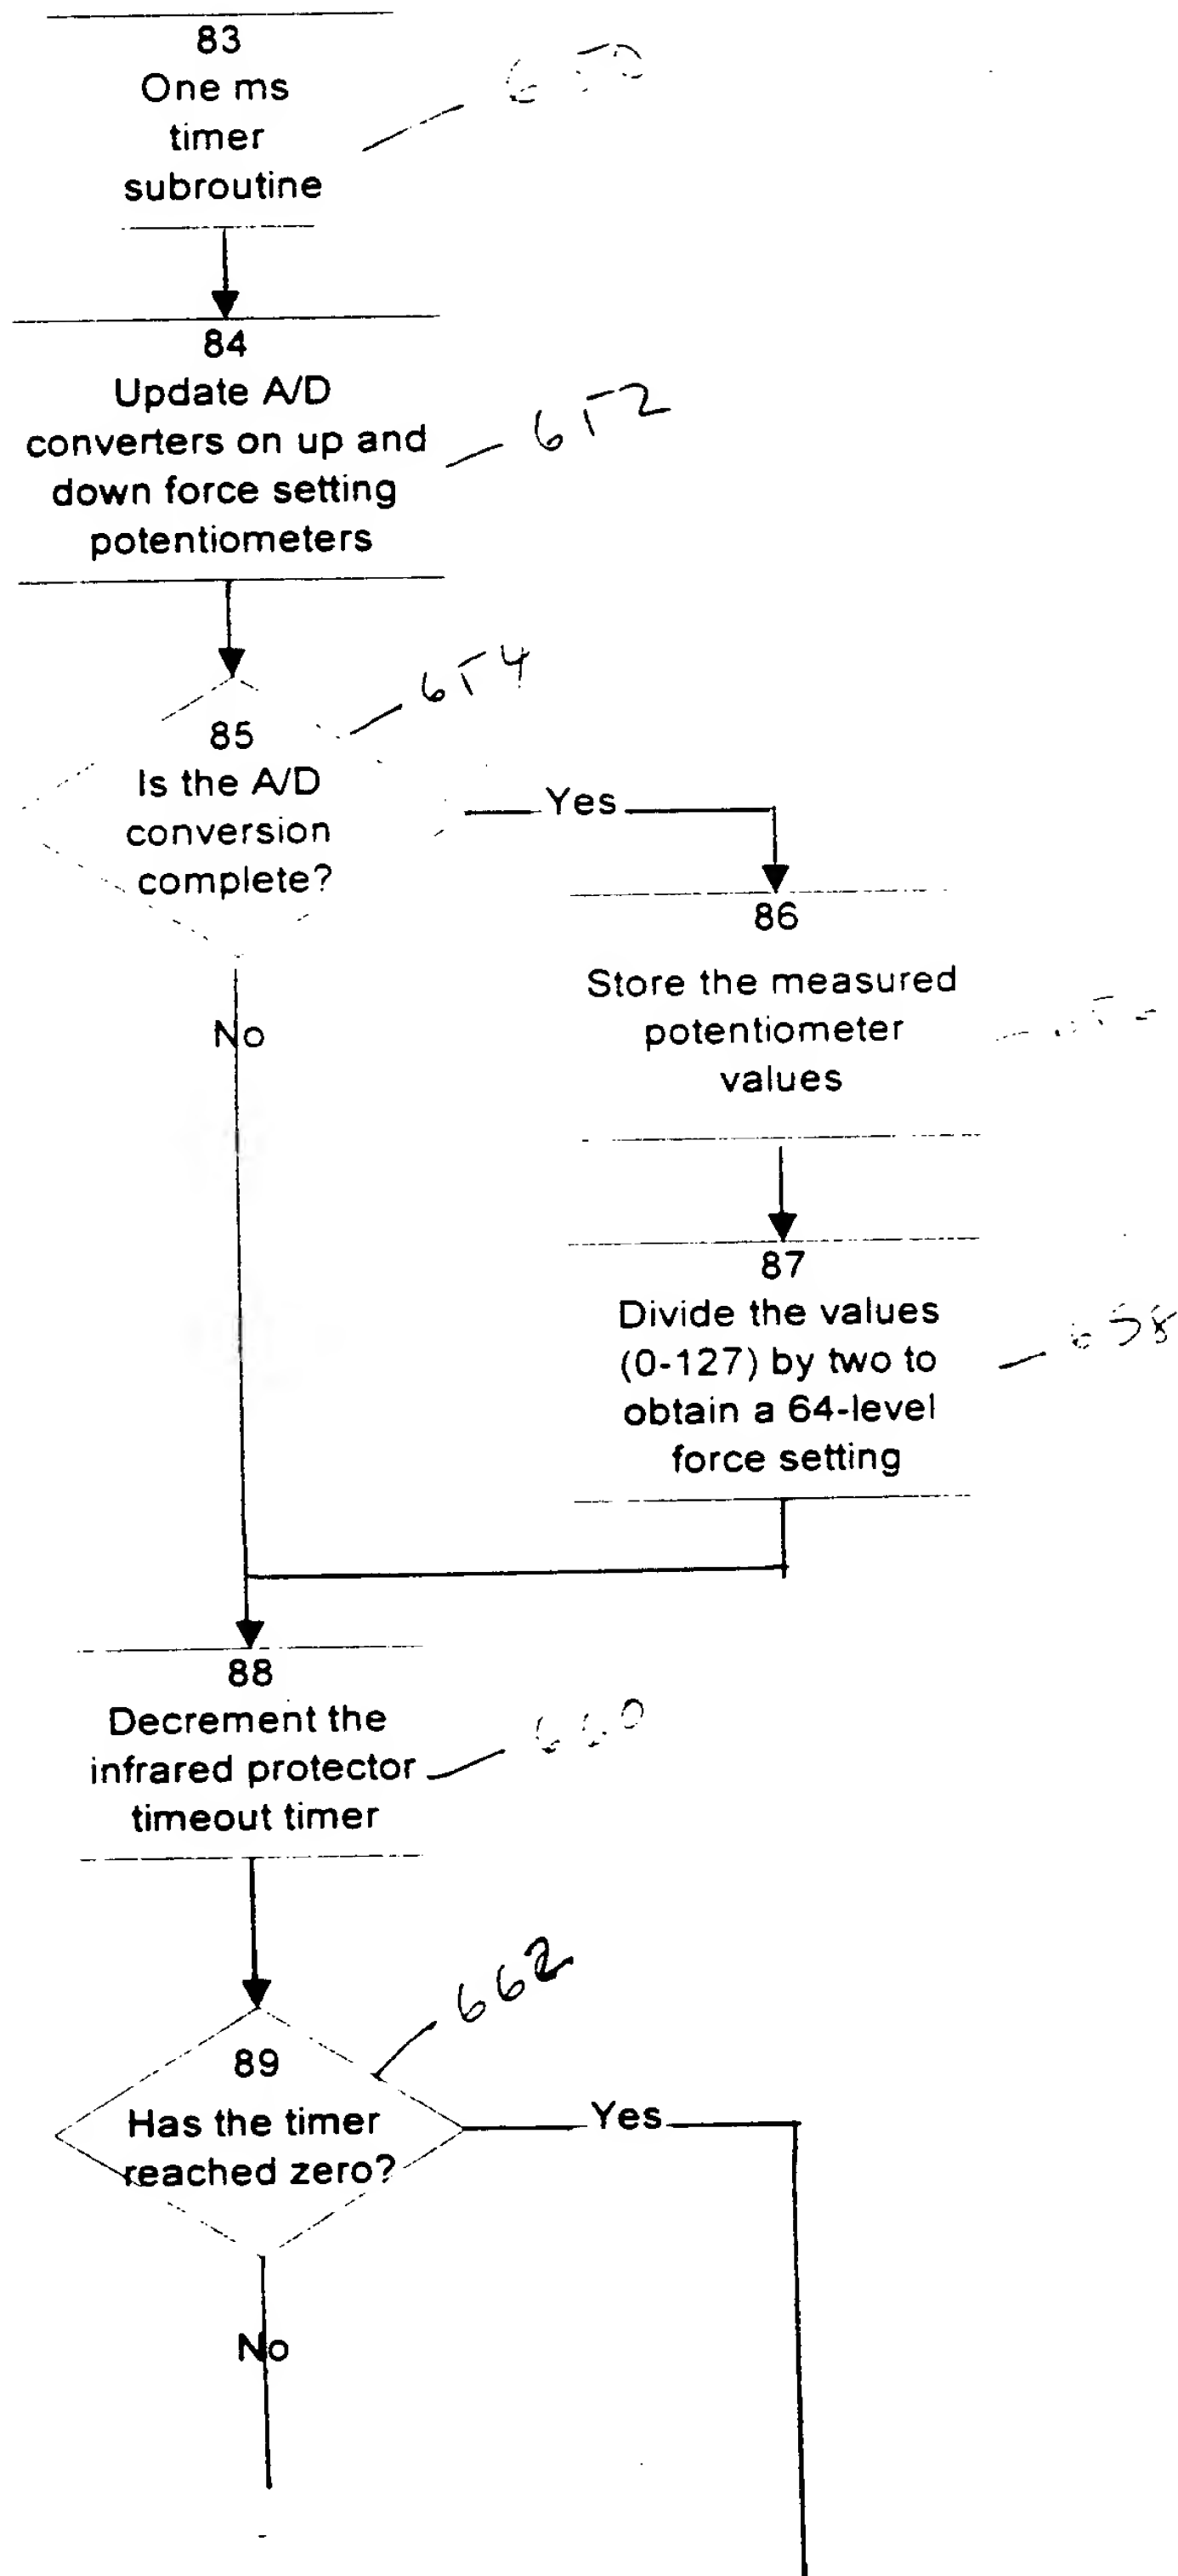 83
One ms
timer
subroutine
650
84
Update A/D
converters on up and
down force setting
potentiometers
652
85
Is the A/D
conversion
complete?
654
Yes
No
86
Store the measured
potentiometer
values
87
Divide the values
(0-127) by two to
obtain a 64-level
force setting
658
88
Decrement the
infrared protector
timeout timer
660
89
Has the timer
reached zero?
662
Yes
No